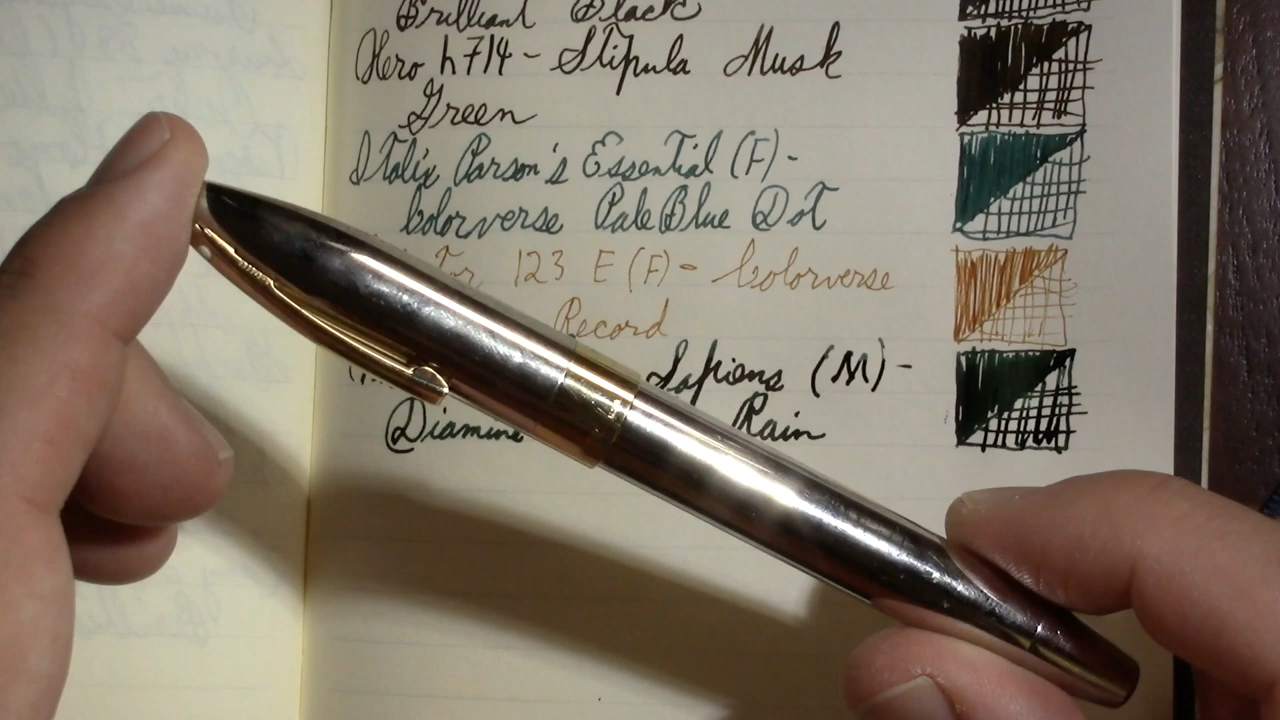 Brilliant Black
Hero h714 - Stipula Musk
Green
Italix Parson's Essential (F) -
Colorverse Pale Blue Dot
123 E (F) - Colorverse
Record
Sapiens (M) -
Diamine Rain